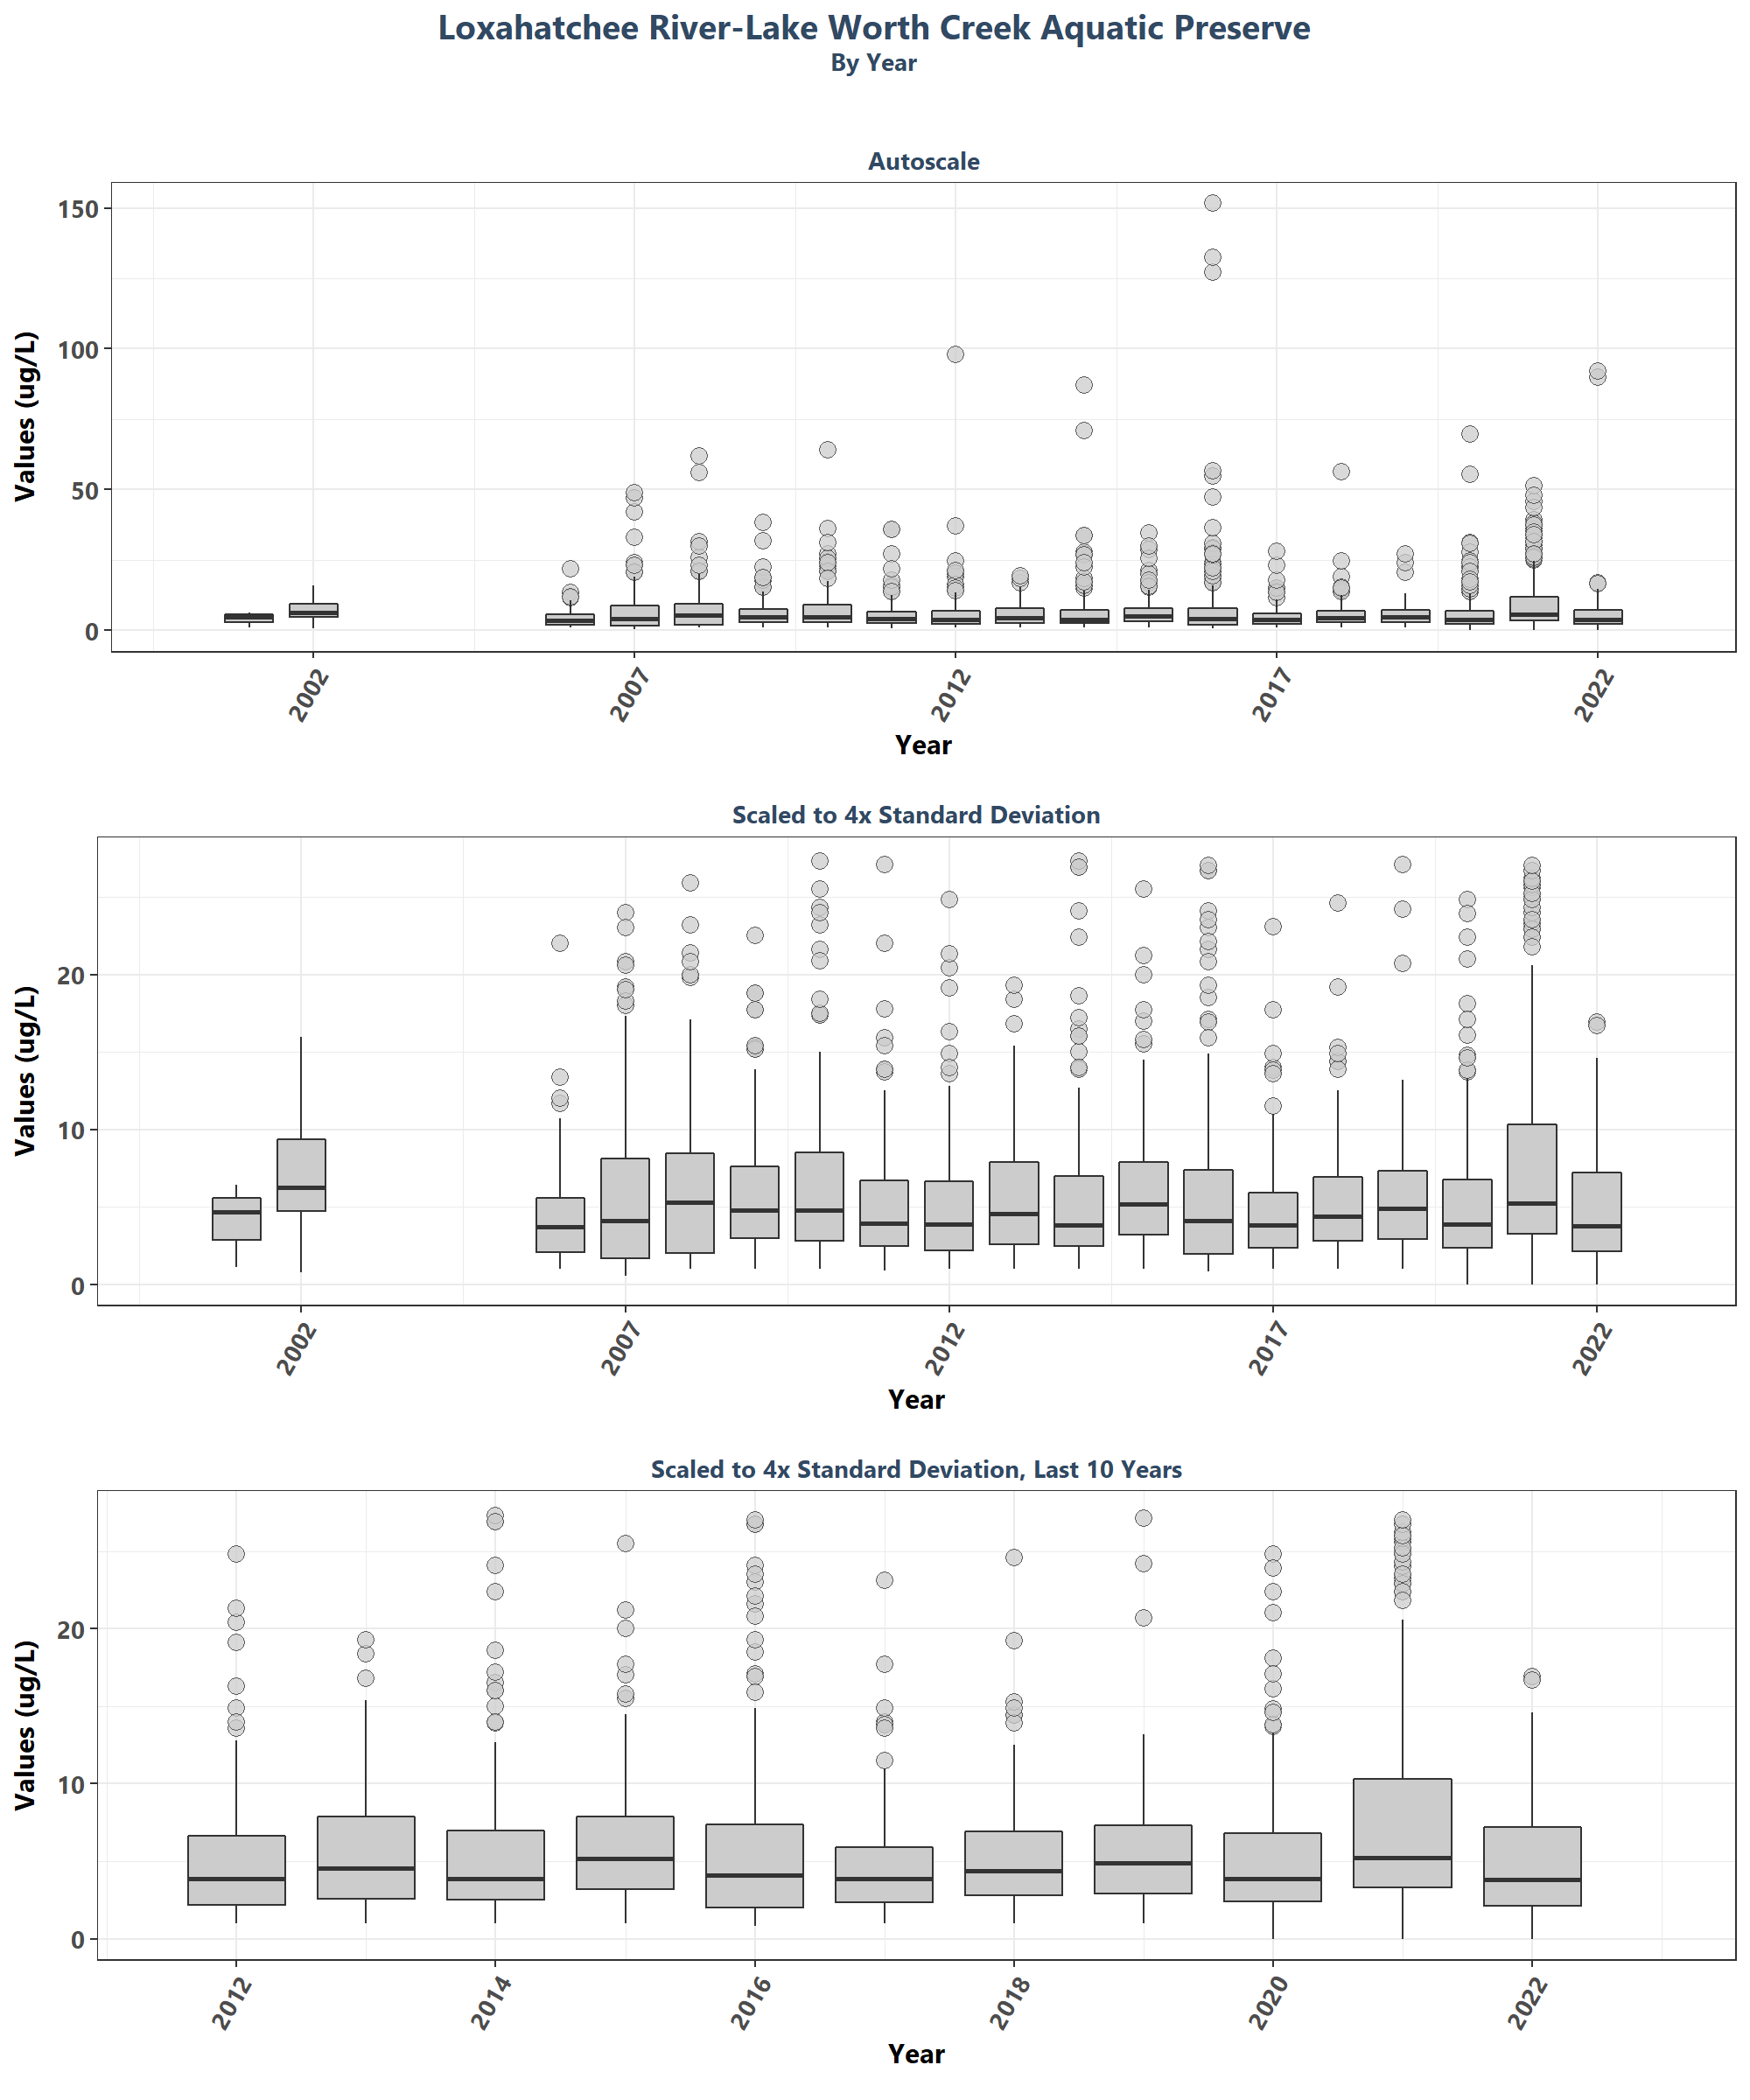 Loxahatchee River-Lake Worth Creek Aquatic Preserve
By Year
Autoscale
Values (ug/L)
150
100
50
0
2002
2007
2012
2017
2022
Year
Scaled to 4x Standard Deviation
Values (ug/L)
20
10
0
2002
2007
2012
2017
2022
Year
Scaled to 4x Standard Deviation, Last 10 Years
Values (ug/L)
20
10
0
2012
2014
2016
2018
2020
2022
Year